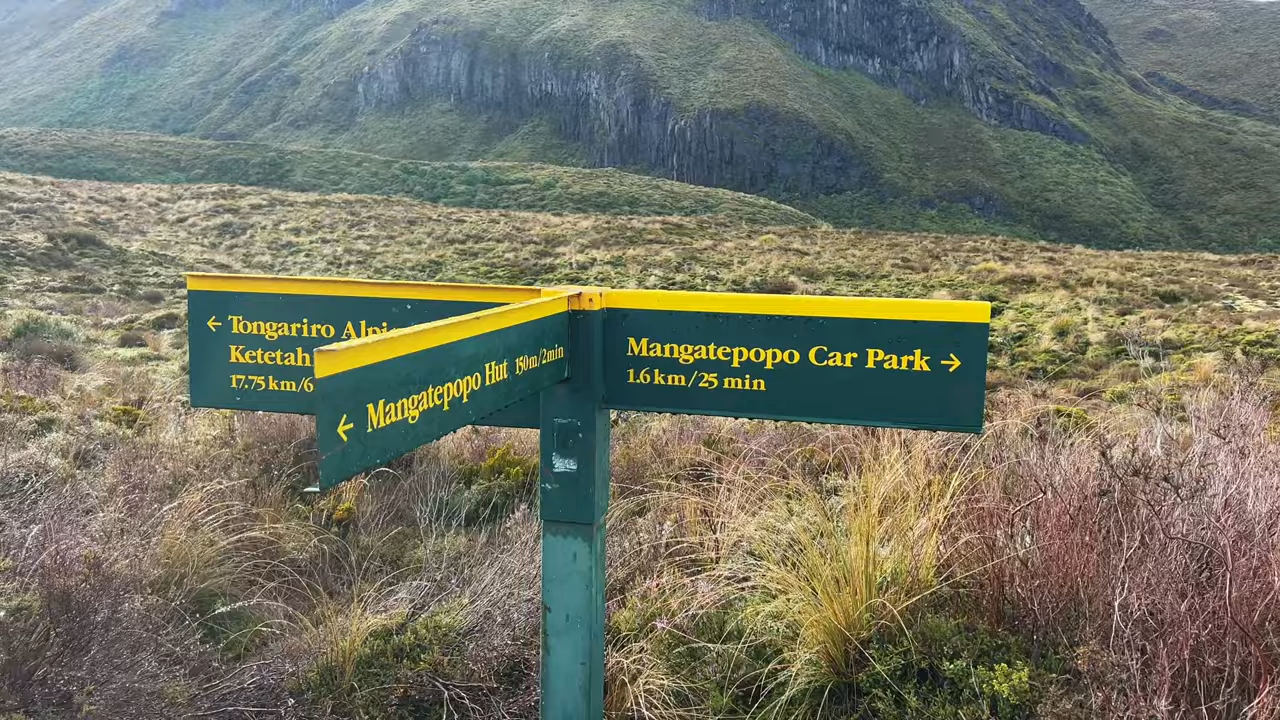 ← Tongariro Alpi
Ketetah
17.75 km/6
← Mangatepopo Hut 150m/2min
Mangatepopo Car Park →
1.6 km/25 min